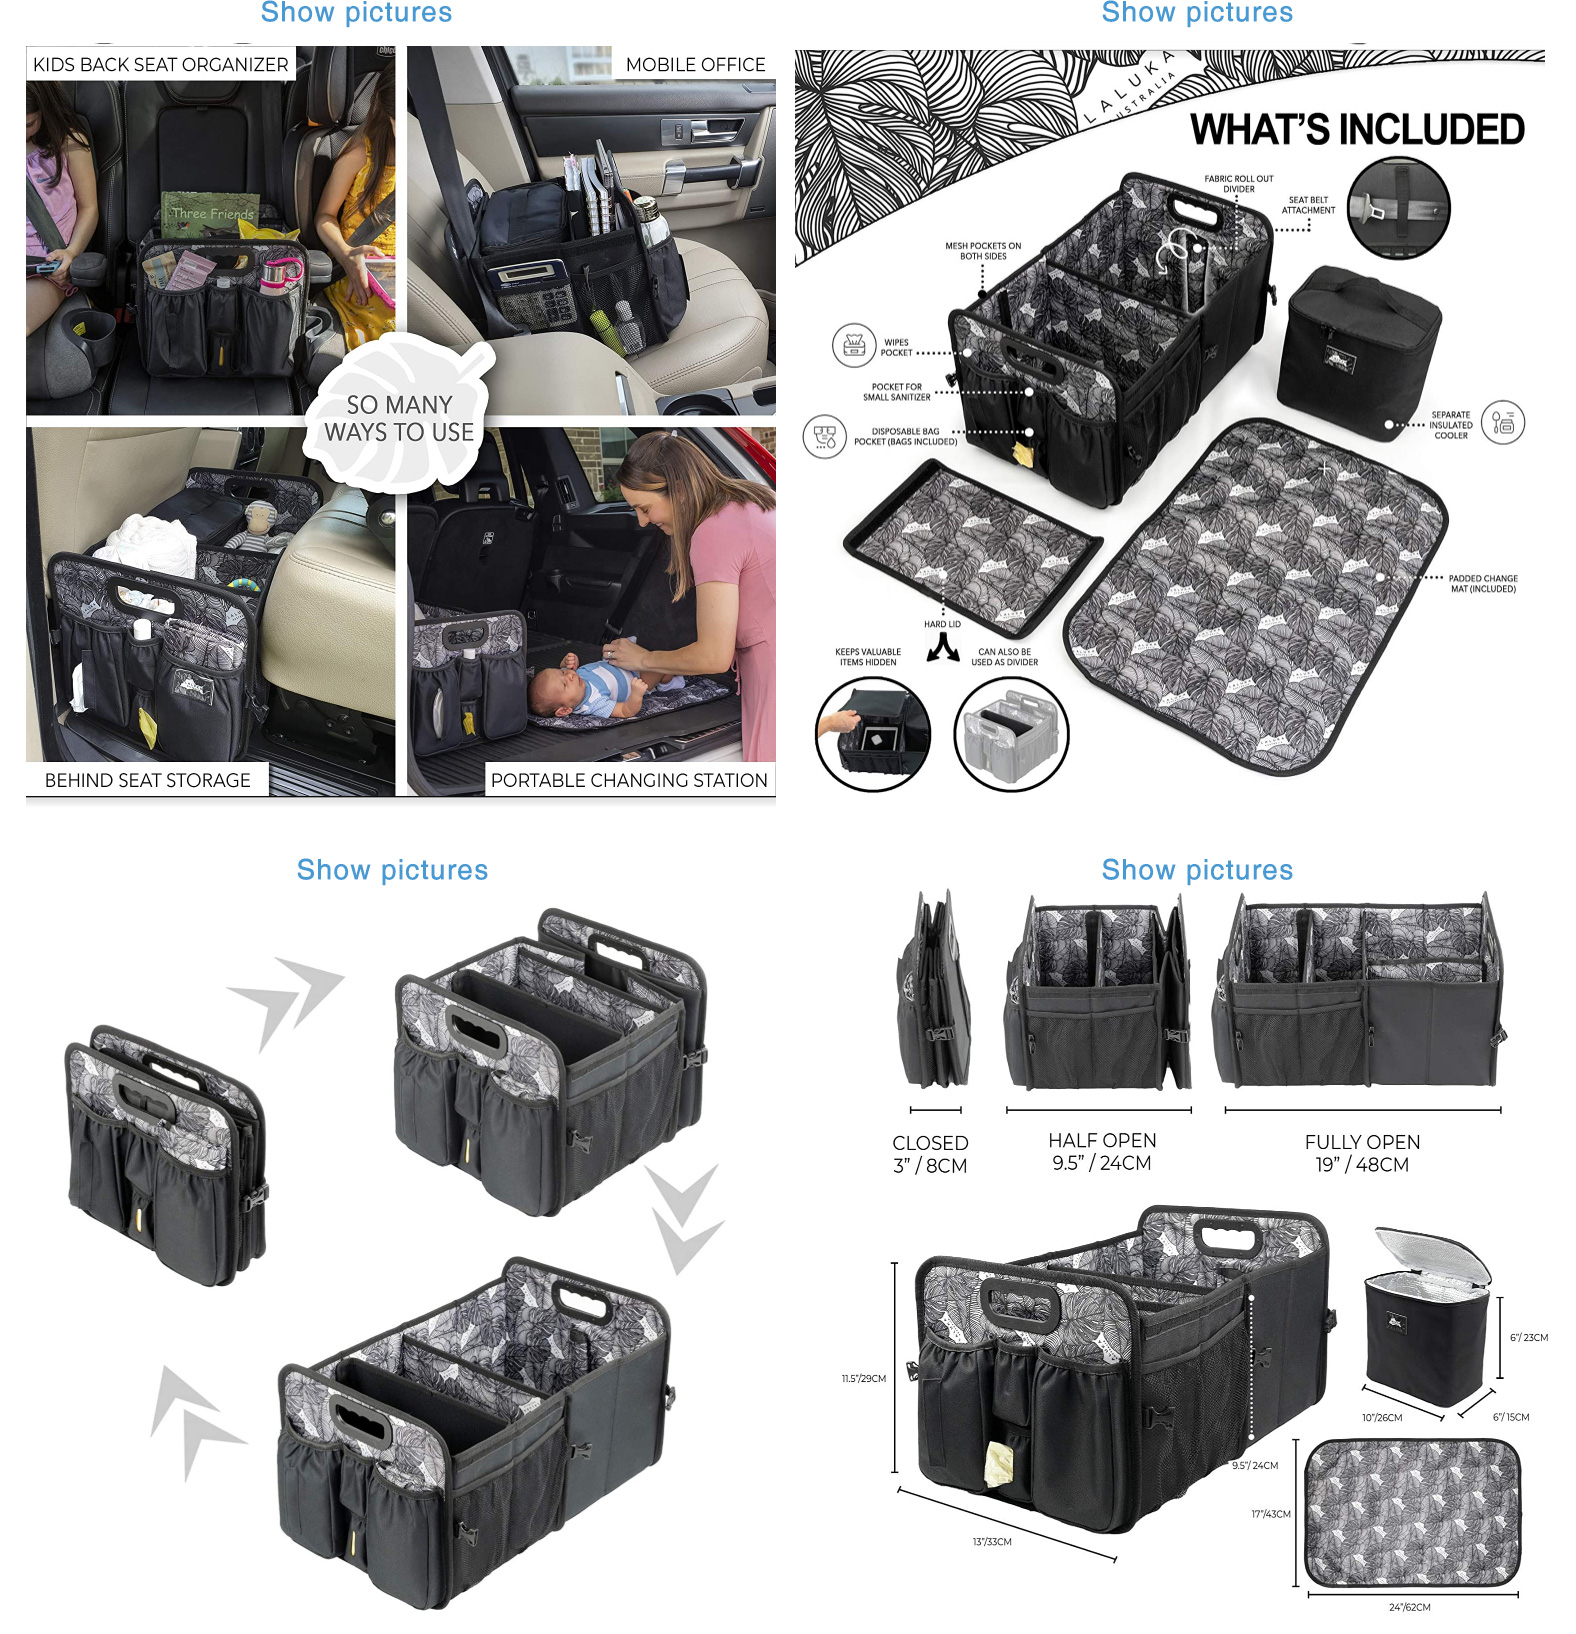 Show pictures
KIDS BACK SEAT ORGANIZER
MOBILE OFFICE
chicco
Three Friends
SO MANY
WAYS TO USE
BEHIND SEAT STORAGE
PORTABLE CHANGING STATION
Show pictures
LALUKA
AUSTRALIA
WHAT'S INCLUDED
FABRIC ROLL OUT
DIVIDER
SEAT BELT
ATTACHMENT
MESH POCKETS ON
BOTH SIDES
WIPES
POCKET
POCKET FOR
SMALL SANITIZER
DISPOSABLE BAG
POCKET (BAGS INCLUDED)
SEPARATE
INSULATED
COOLER
PADDED CHANGE
MAT (INCLUDED)
HARD LID
KEEPS VALUABLE
ITEMS HIDDEN
CAN ALSO BE
USED AS DIVIDER
Show pictures
Show pictures
CLOSED
3” / 8CM
HALF OPEN
9.5” / 24CM
FULLY OPEN
19” / 48CM
11.5”/29CM
13”/33CM
9.5”/ 24CM
6”/ 23CM
10”/26CM
6”/15CM
17”/43CM
24”/62CM